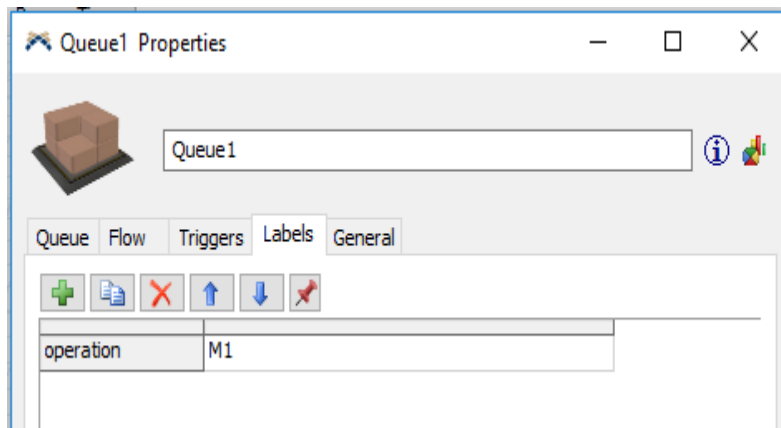 Queue1 Properties
Queue1
Queue Flow Triggers Labels General
operation M1